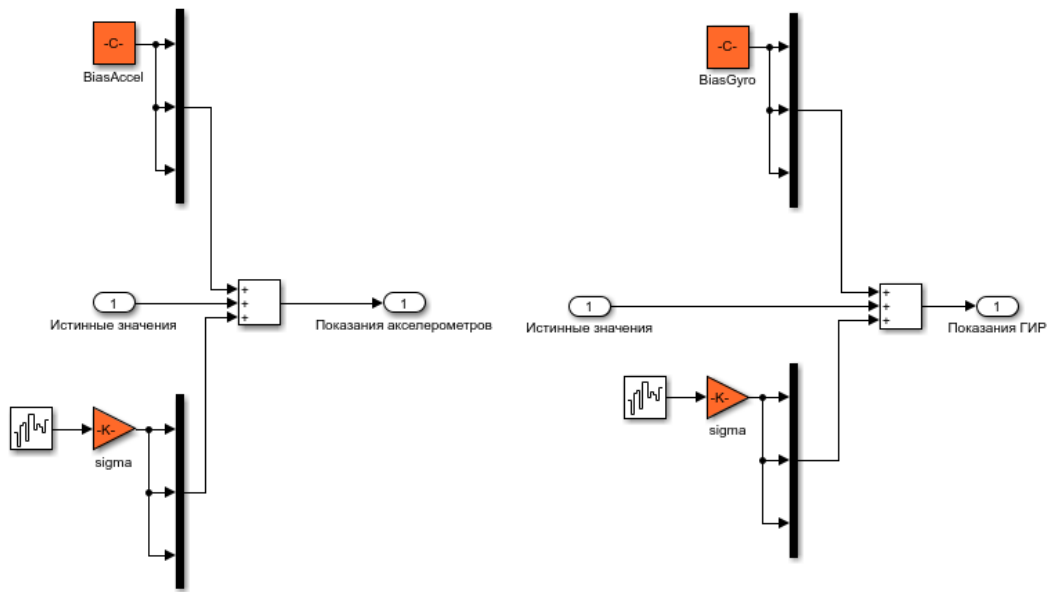 -C-
BiasAccel
+
+
+
1
Истинные значения
1
Показания акселерометров
-K-
sigma
-C-
BiasGyro
+
+
+
1
Истинные значения
1
Показания ГИР
-K-
sigma